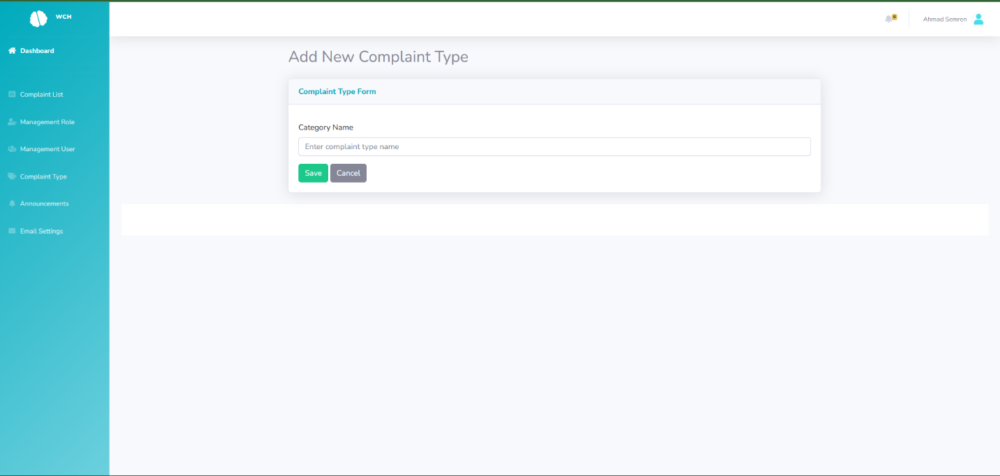 WCH
0
Ahmad Semren
Dashboard
Complaint List
Management Role
Management User
Complaint Type
Announcements
Email Settings
Add New Complaint Type
Complaint Type Form
Category Name
Enter complaint type name
Save Cancel